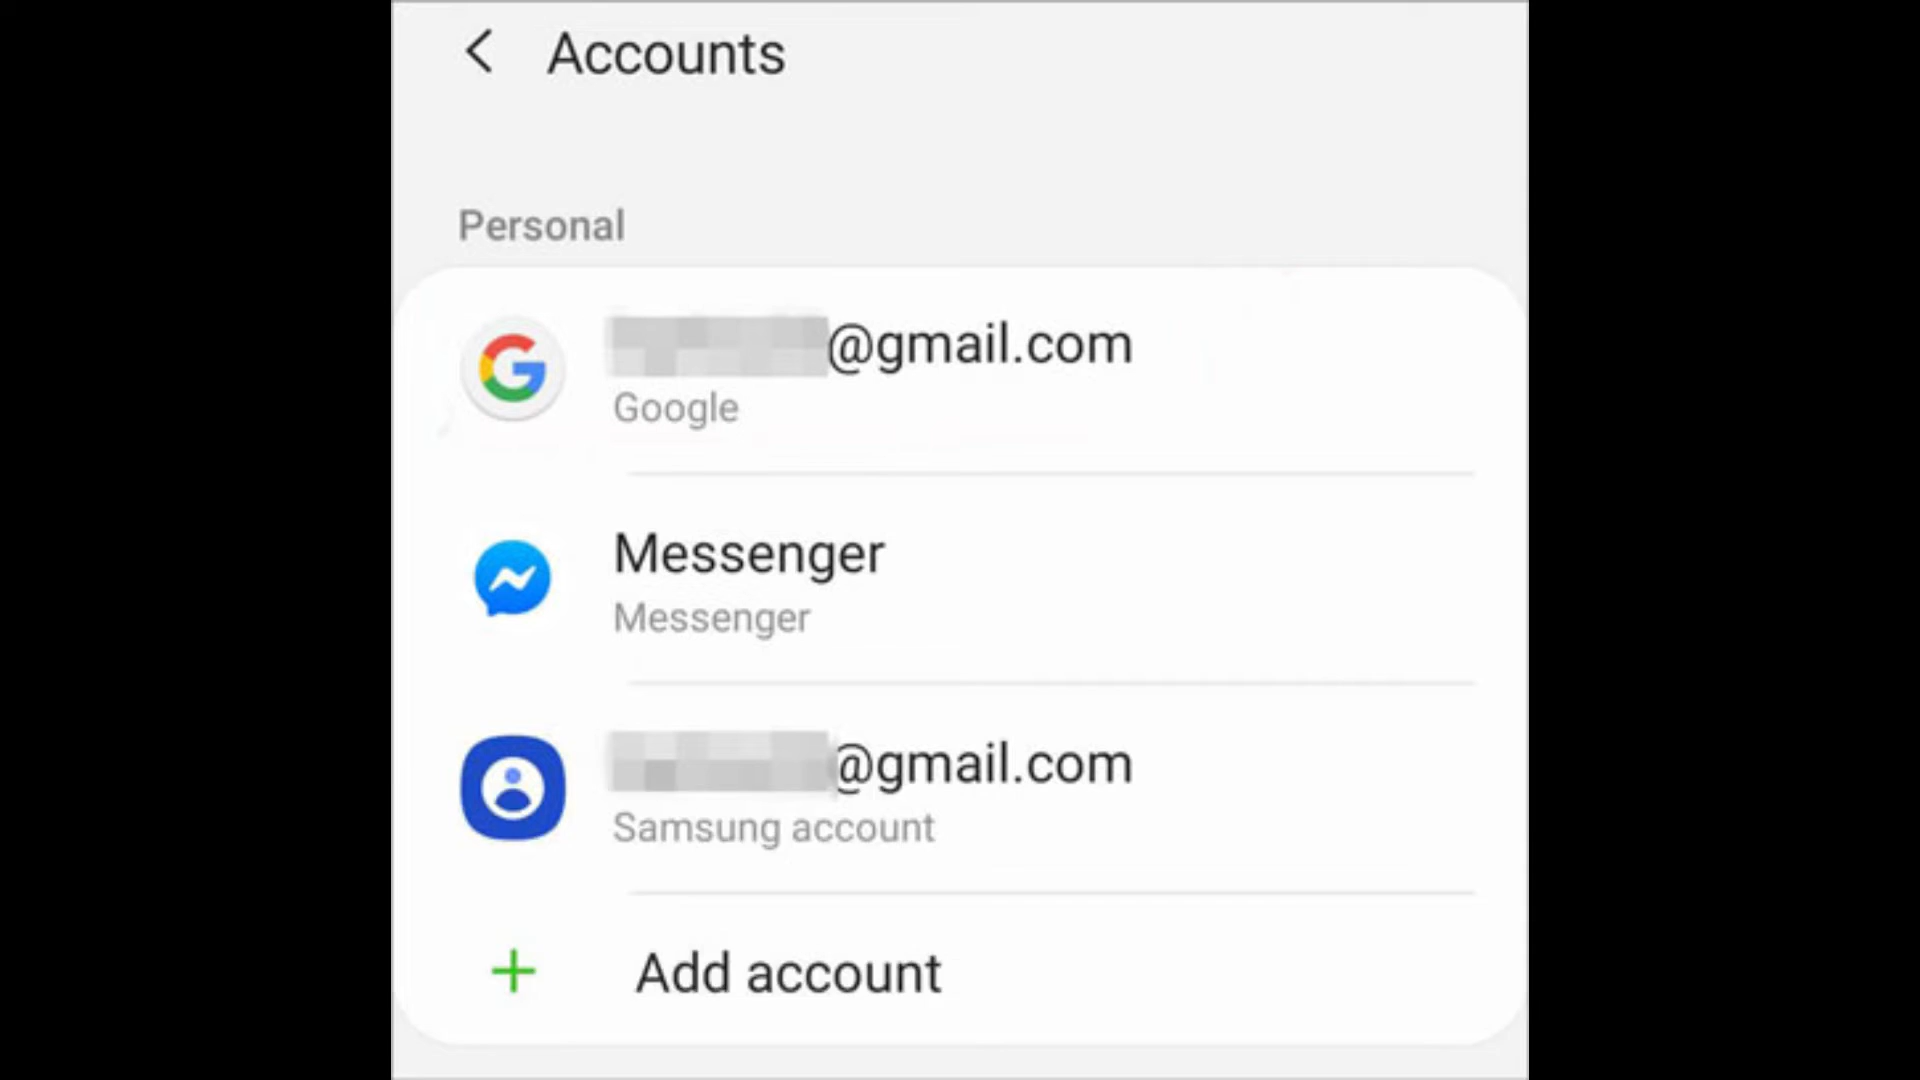 Accounts
Personal
@gmail.com
Google
Messenger
Messenger
@gmail.com
Samsung account
Add account